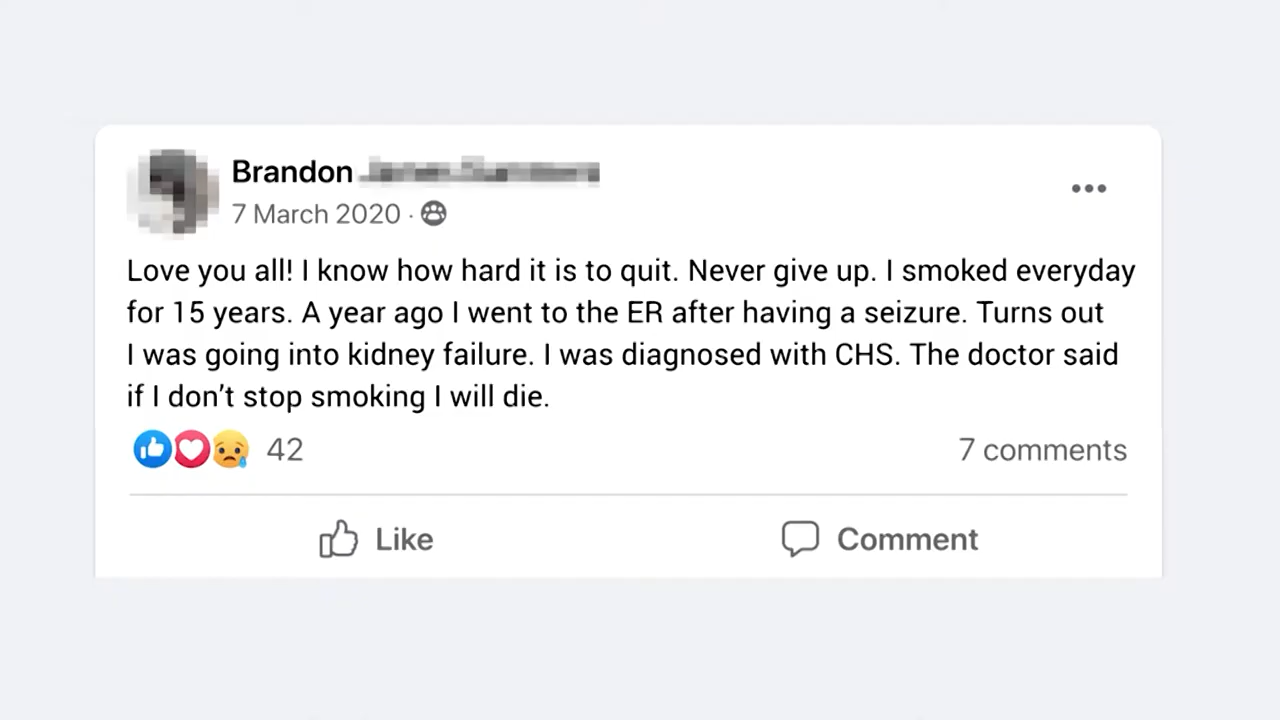 Brandon
7 March 2020 ·
Love you all! I know how hard it is to quit. Never give up. I smoked everyday
for 15 years. A year ago I went to the ER after having a seizure. Turns out
I was going into kidney failure. I was diagnosed with CHS. The doctor said
if I don’t stop smoking I will die.
42
7 comments
Like
Comment